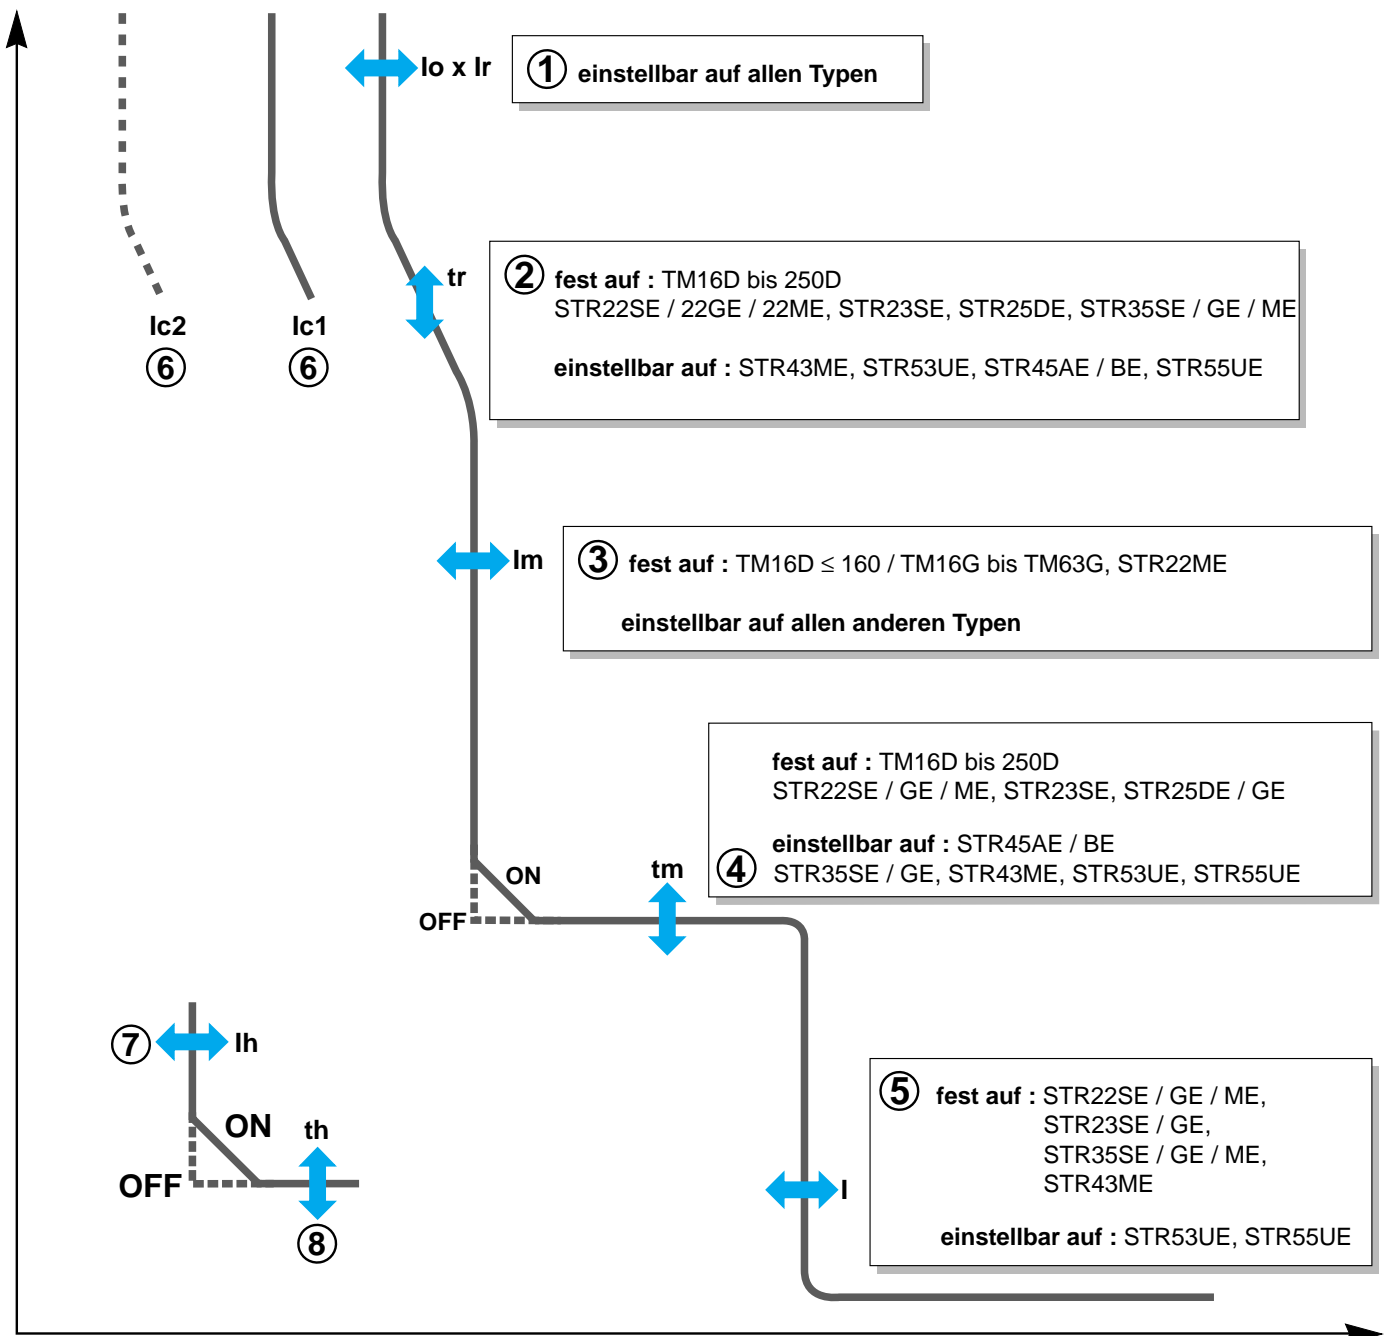 Io x Ir
1 einstellbar auf allen Typen
tr
2 fest auf : TM16D bis 250D
STR22SE / 22GE / 22ME, STR23SE, STR25DE, STR35SE / GE / ME
einstellbar auf : STR43ME, STR53UE, STR45AE / BE, STR55UE
Ic2
6
Ic1
6
Im
3 fest auf : TM16D ≤ 160 / TM16G bis TM63G, STR22ME
einstellbar auf allen anderen Typen
fest auf : TM16D bis 250D
STR22SE / GE / ME, STR23SE, STR25DE / GE
einstellbar auf : STR45AE / BE
4 STR35SE / GE, STR43ME, STR53UE, STR55UE
ON
OFF
tm
7
Ih
ON
OFF
th
8
5 fest auf : STR22SE / GE / ME,
STR23SE / GE,
STR35SE / GE / ME,
STR43ME
einstellbar auf : STR53UE, STR55UE
I